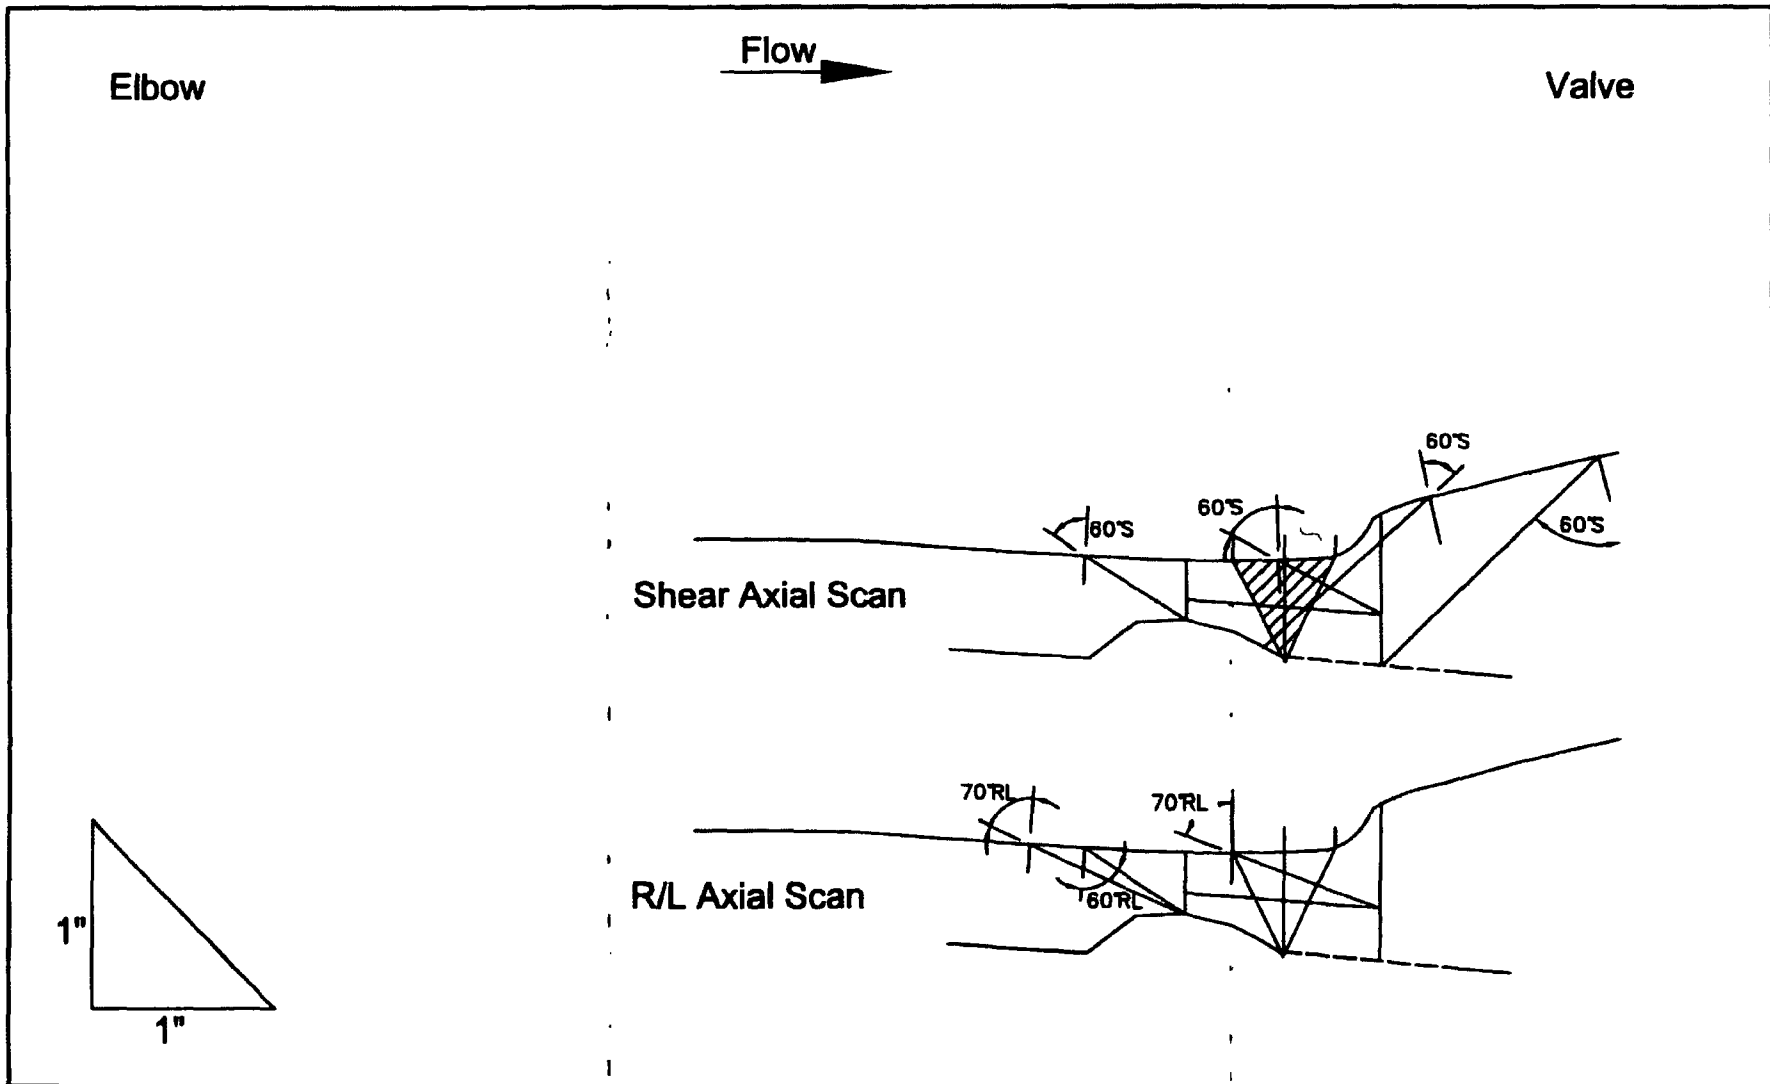 Flow
Elbow
Valve
60°S
60°S
60°S
60°S
Shear Axial Scan
70°RL
70°RL
60°RL
R/L Axial Scan
1"
1"